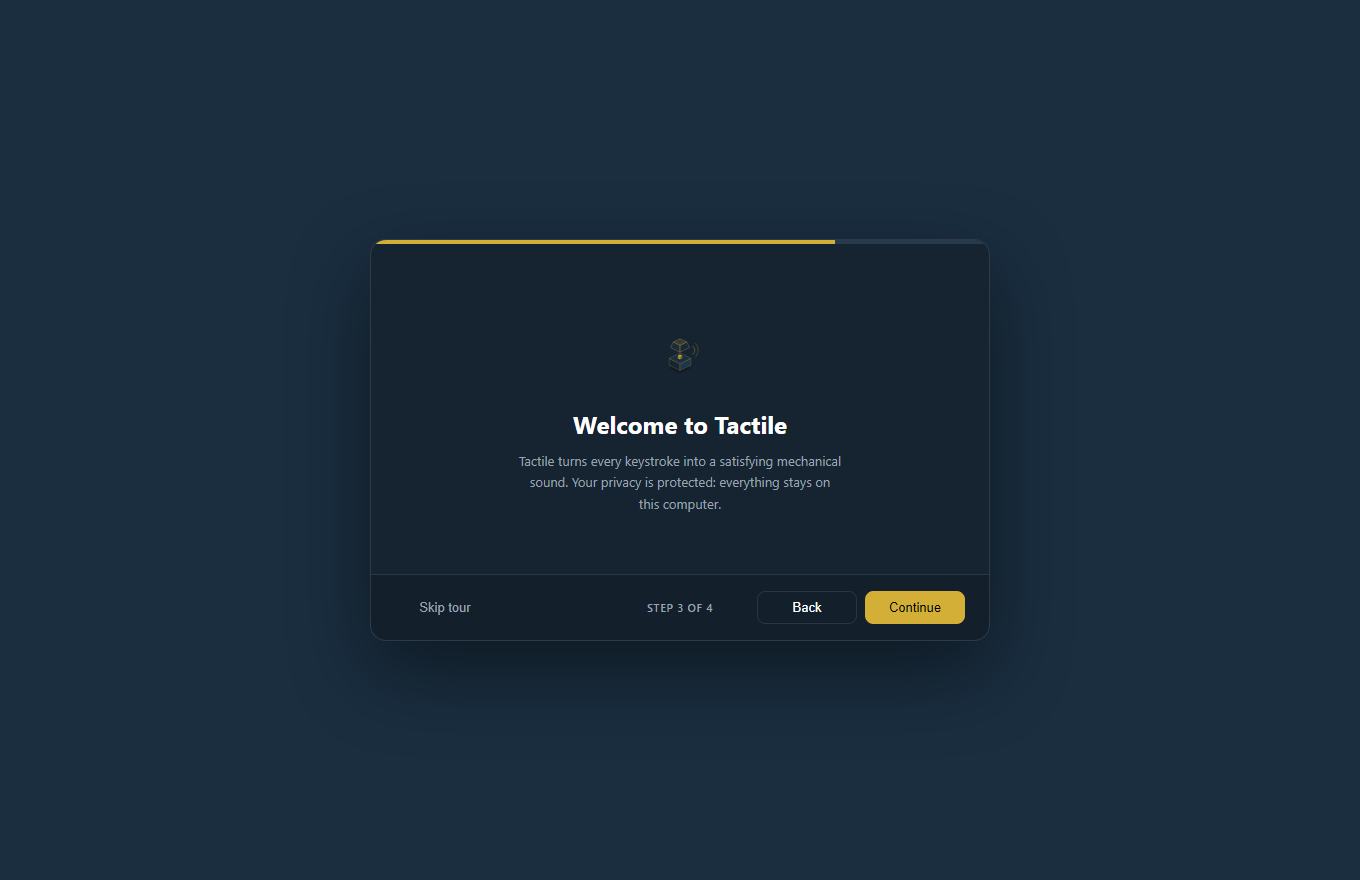 Welcome to Tactile
Tactile turns every keystroke into a satisfying mechanical
sound. Your privacy is protected: everything stays on
this computer.
Skip tour
STEP 3 OF 4
Back
Continue